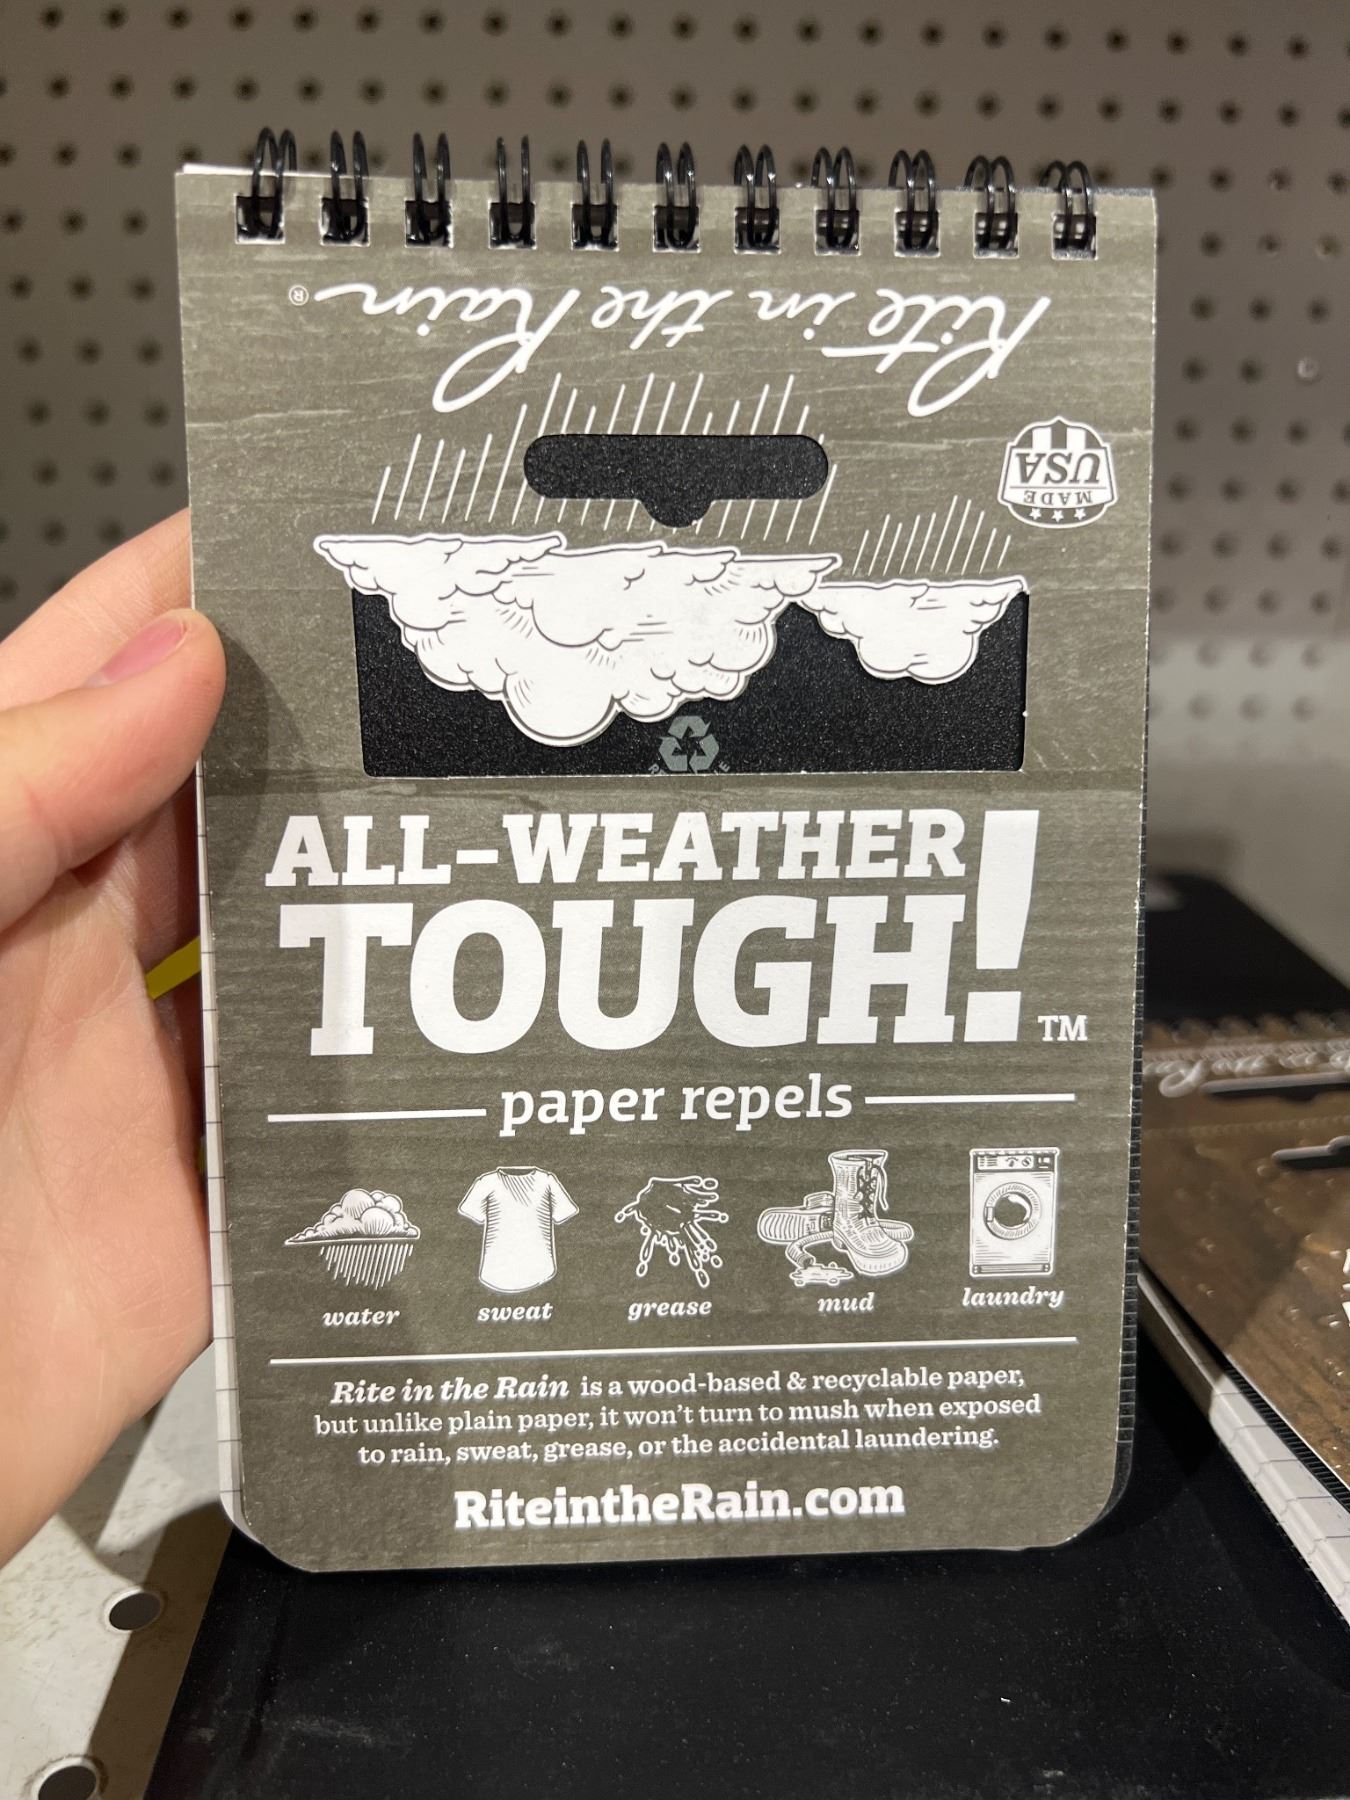 Rite in the Rain®
MADE
USA
ALL-WEATHER
TOUGH!™
paper repels
water
sweat
grease
mud
laundry
Rite in the Rain is a wood-based & recyclable paper,
but unlike plain paper, it won't turn to mush when exposed
to rain, sweat, grease, or the accidental laundering.
RiteintheRain.com